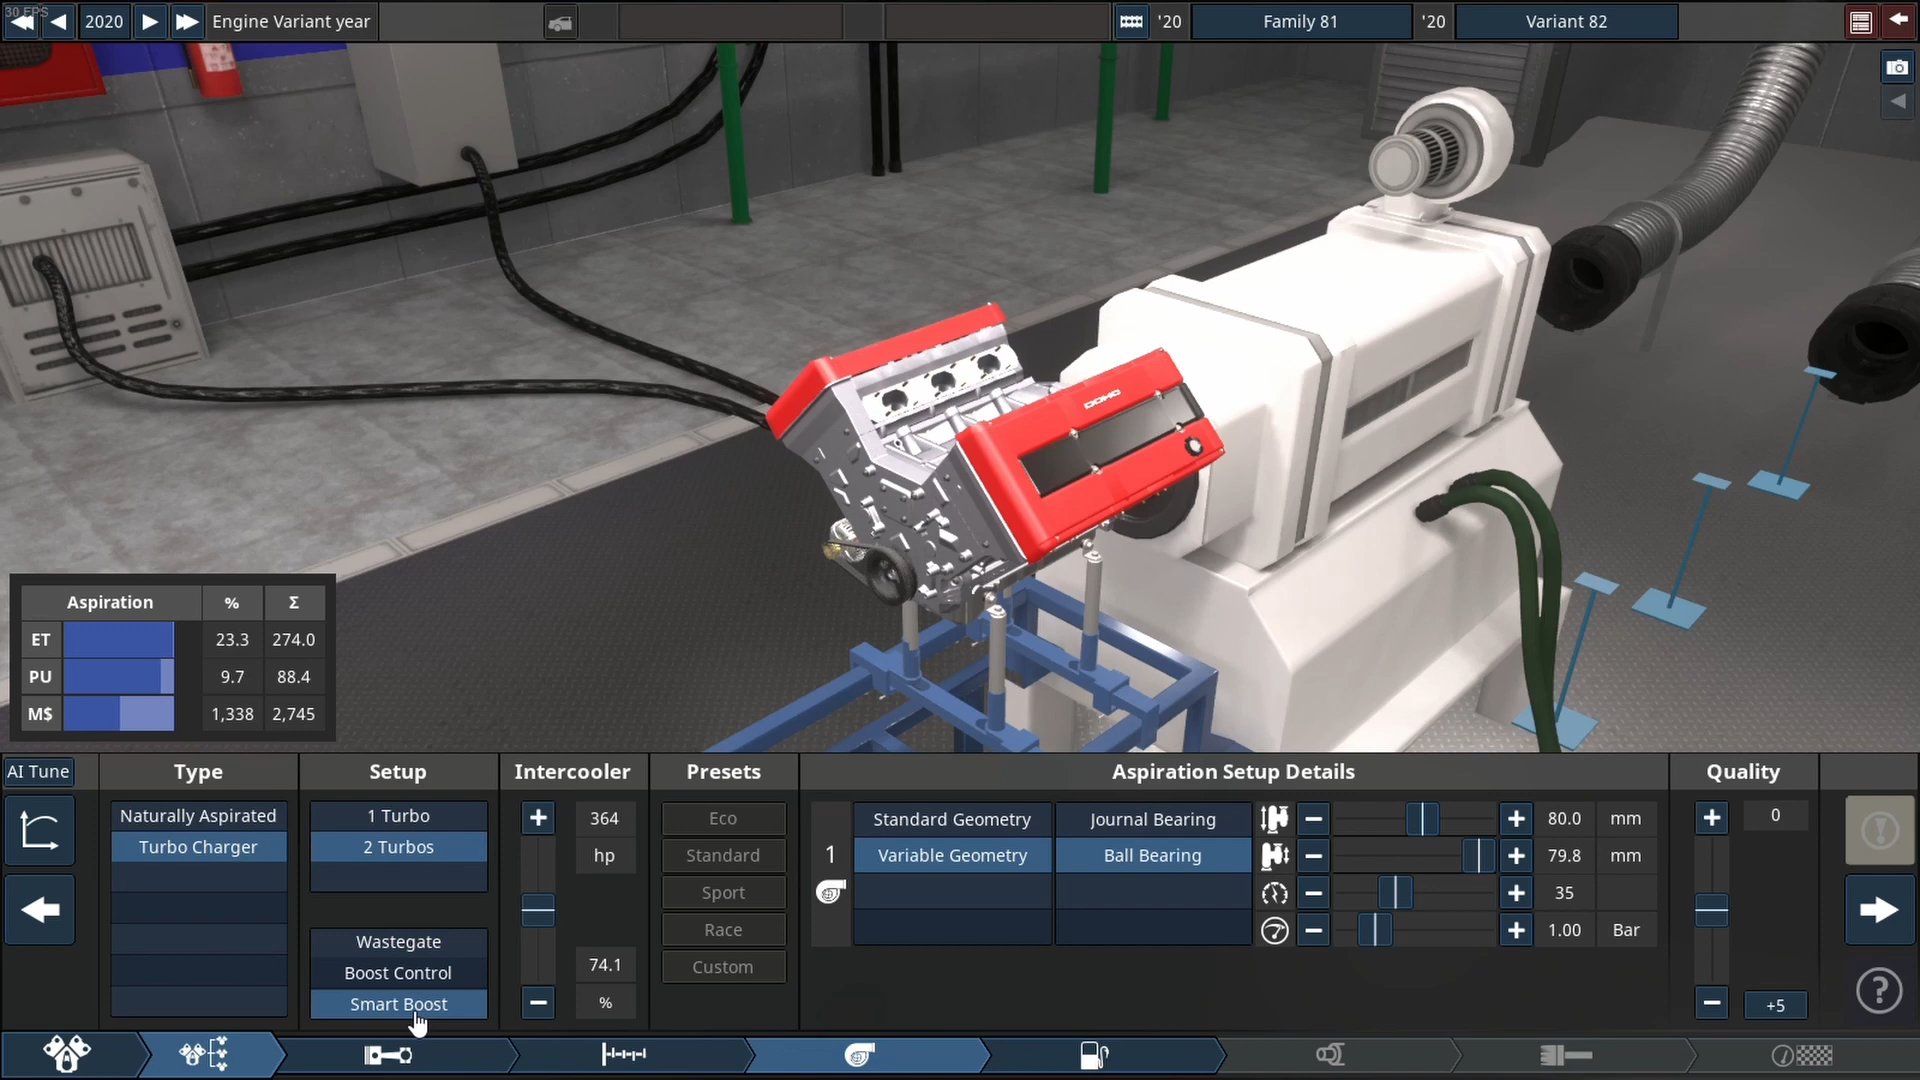 30 FPS
2020 Engine Variant year '20 Family 81 '20 Variant 82
DOHC
Aspiration % Σ
ET 23.3 274.0
PU 9.7 88.4
M$ 1,338 2,745
AI Tune Type Setup Intercooler Presets Aspiration Setup Details Quality
Naturally Aspirated
Turbo Charger
1 Turbo
2 Turbos
Wastegate
Boost Control
Smart Boost
+ 364
hp
74.1
- %
Eco
Standard
Sport
Race
Custom
1
Standard Geometry
Variable Geometry
Journal Bearing
Ball Bearing
- + 80.0 mm
- + 79.8 mm
- + 35
- + 1.00 Bar
+ 0
- +5
?